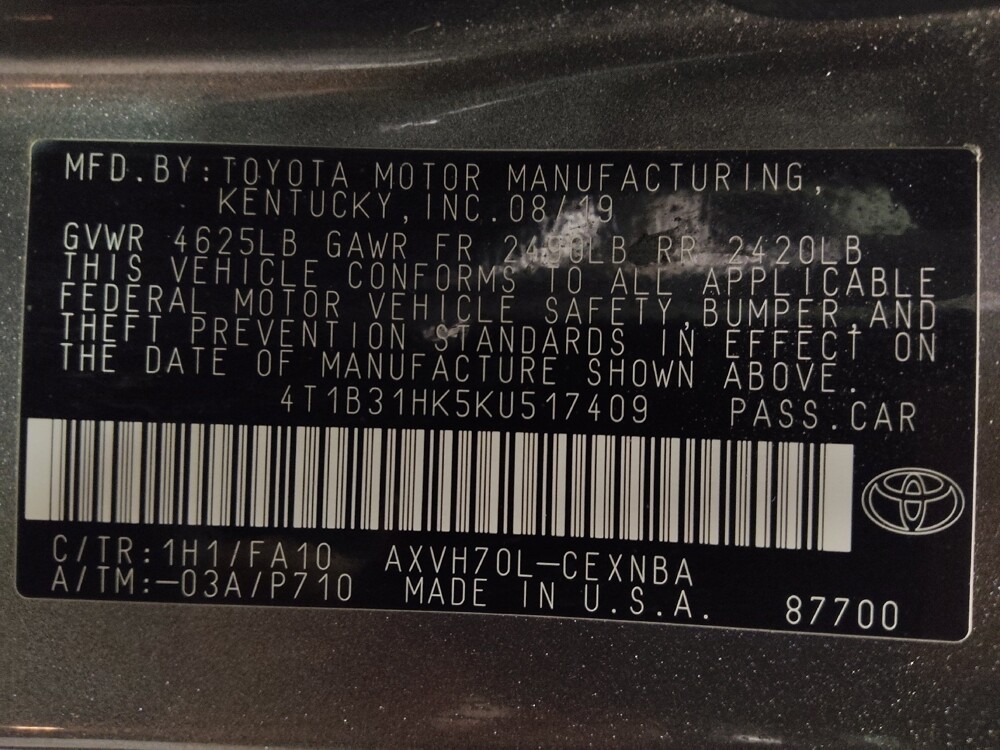 MFD.BY:TOYOTA MOTOR MANUFACTURING,
KENTUCKY,INC.08/19
GVWR 4625LB GAWR FR 2490LB RR 2420LB
THIS VEHICLE CONFORMS TO ALL APPLICABLE
FEDERAL MOTOR VEHICLE SAFETY,BUMPER,AND
THEFT PREVENTION STANDARDS IN EFFECT ON
THE DATE OF MANUFACTURE SHOWN ABOVE.
4T1B31HK5KU517409 PASS.CAR
C/TR:1H1/FA10 AXVH70L-CEXNBA
A/TM:-03A/P710 MADE IN U.S.A. 87700